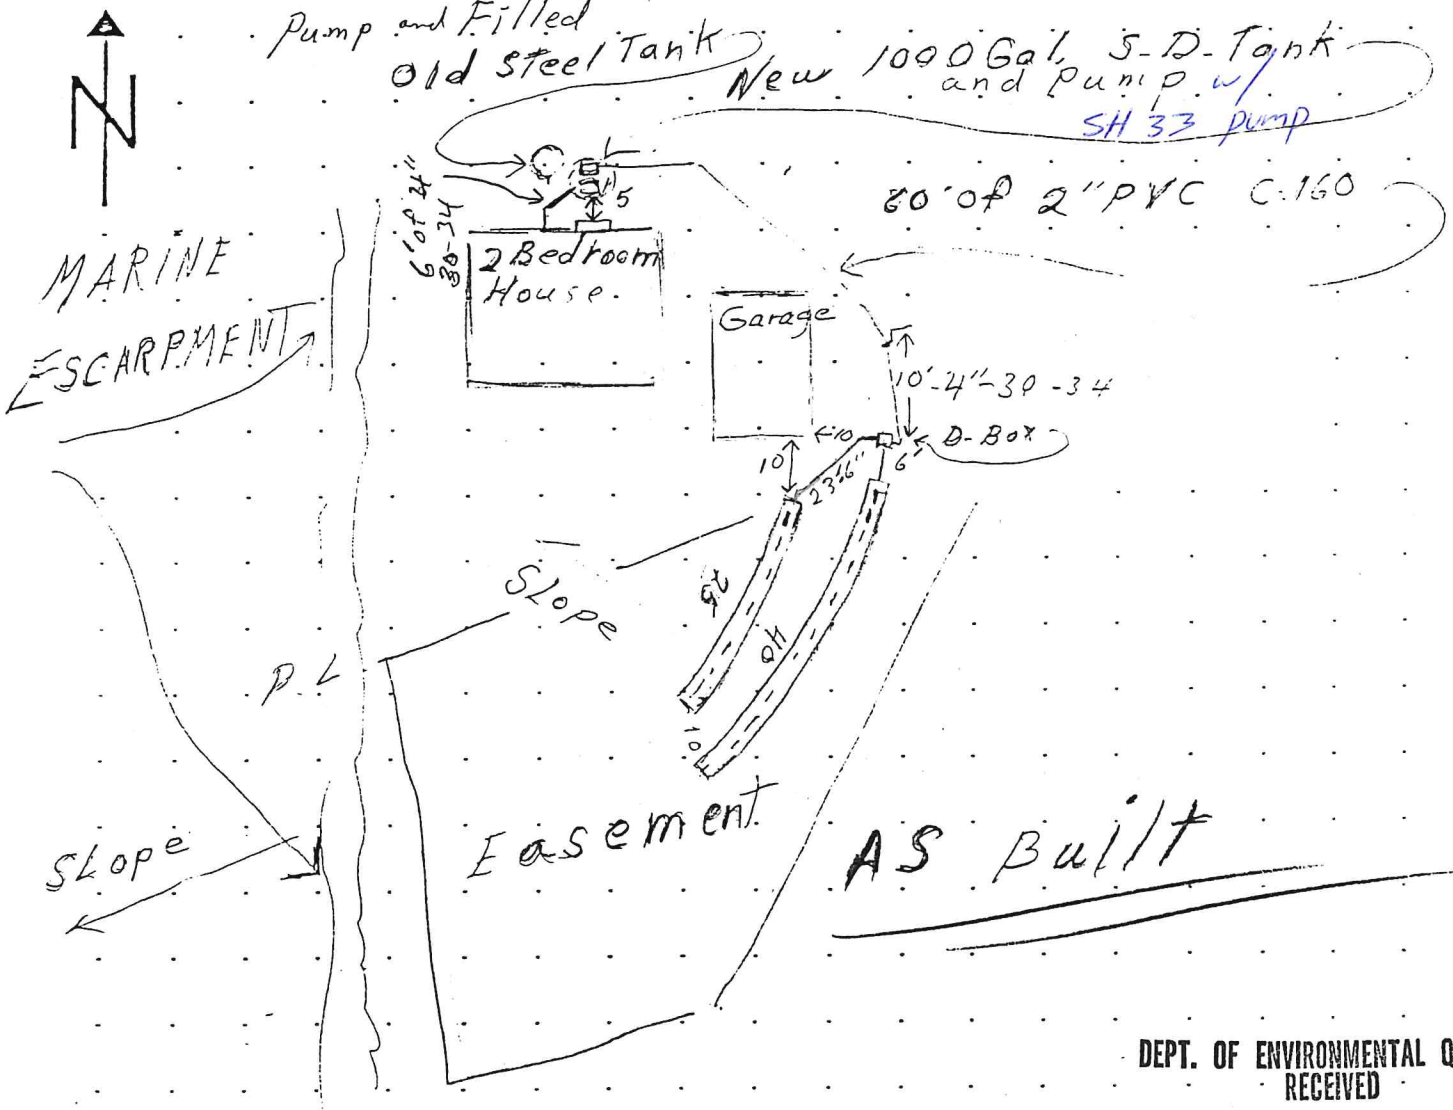 Pump and Filled
Old Steel Tank
New 1000 Gal. S-D-Tank
and Pump w/
SH 33 pump
N
6' of 4"
30-34
5
80' of 2" PVC C-160
MARINE
ESCARPMENT
2 Bedroom
House
Garage
10'-4"-30-34
10
D-Box
10
23'6"
6'
Slope
25
40
P.L
10
Easement
Slope
AS Built
DEPT. OF ENVIRONMENTAL Q
RECEIVED